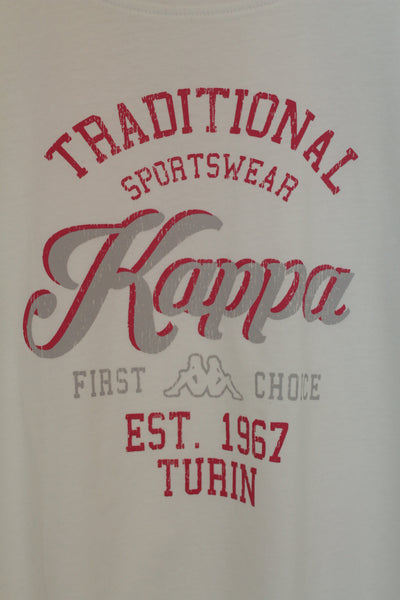 TRADITIONAL
SPORTSWEAR
Kappa
FIRST CHOICE
EST. 1967
TURIN